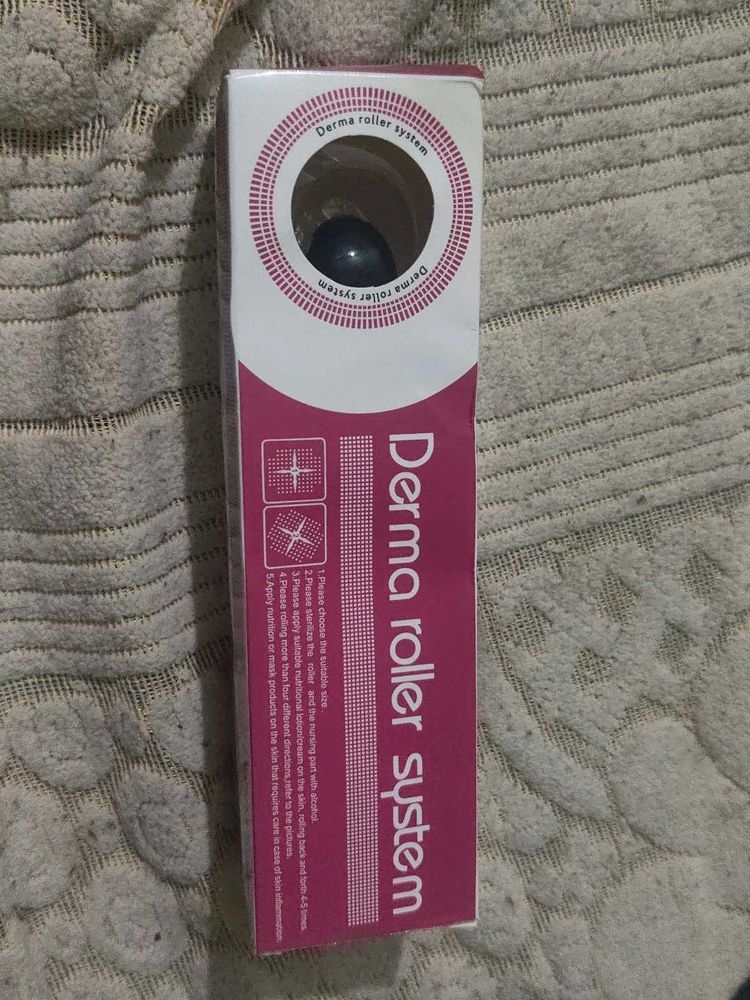 Derma roller system
Derma roller system
Derma roller system
1.Please choose the suitable size.
2.Please sterilize the roller and the nursing part with alcohol.
3.Please apply suitable nutritional lotion/cream on the skin, rolling back and forth 4-5 times.
4.Please rolling more than four different directions,refer to the pictures.
5.Apply nutrition or mask products on the skin that requires care in case of skin inflammation.